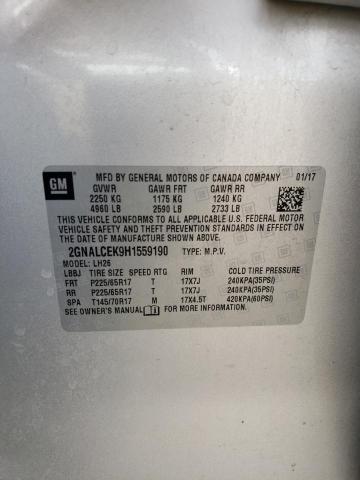 GM
MFD BY GENERAL MOTORS OF CANADA COMPANY 01/17
GVWR GAWR FRT GAWR RR
2250 KG 1175 KG 1240 KG
4960 LB 2590 LB 2733 LB
THIS VEHICLE CONFORMS TO ALL APPLICABLE U.S. FEDERAL MOTOR
VEHICLE SAFETY AND THEFT PREVENTION STANDARDS IN EFFECT ON
THE DATE OF MANUFACTURE SHOWN ABOVE.
2GNALCEK9H1559190 TYPE: M.P.V.
MODEL: LH26
LBBJ TIRE SIZE SPEED RTG RIM COLD TIRE PRESSURE
FRT P225/65R17 T 17X7J 240KPA(35PSI)
RR P225/65R17 T 17X7J 240KPA(35PSI)
SPA T145/70R17 M 17X4.5T 420KPA(60PSI)
SEE OWNER'S MANUAL FOR MORE INFORMATION.